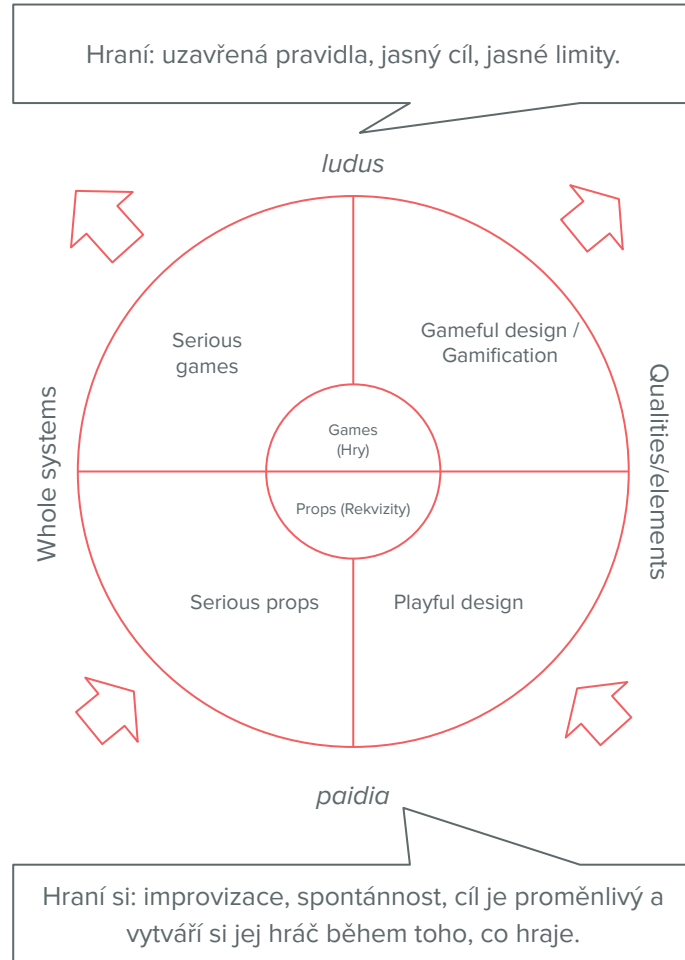 Hraní: uzavřená pravidla, jasný cíl, jasné limity.
ludus
Serious
games
Gameful design /
Gamification
Whole systems
Qualities/elements
Games
(Hry)
Props (Rekvizity)
Serious props
Playful design
paidia
Hraní si: improvizace, spontánnost, cíl je proměnlivý a
vytváří si jej hráč během toho, co hraje.